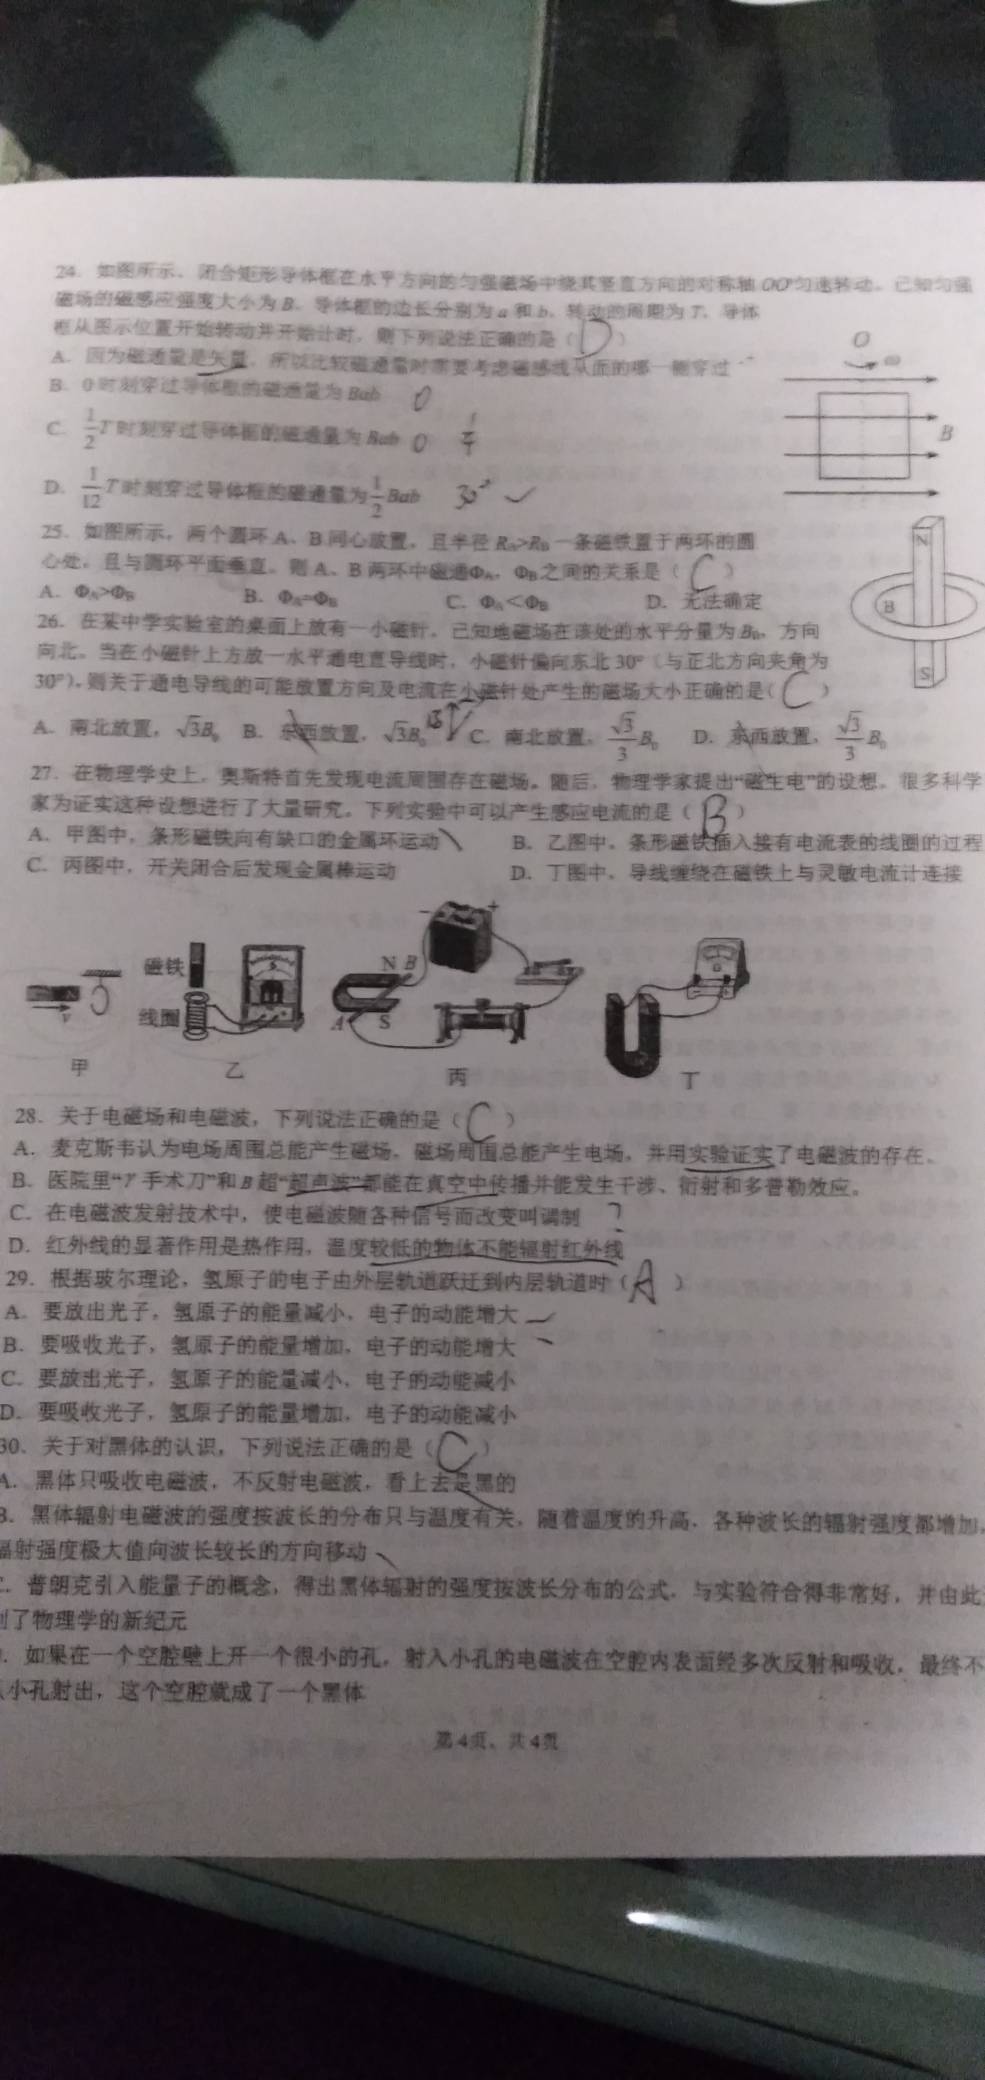 24. 如图所示、闭合矩形导体框在水平方向的匀强磁场中绕其竖直方向的对称轴 OO′匀速转动。已知匀强
磁场的磁感应强度大小为 B、导体框的边长分别为 a 和 b、转动的周期为 T、导体
框从图示位置开始转动并开始计时,则下列说法正确的是( D )
A. 因为磁通量是矢量,所以比较磁通量时需要考虑磁感线从面的哪一侧穿过
B. 0 时刻穿过导体框的磁通量为 Bab 0
C. 1/2 T 时刻穿过导体框的磁通量为 Bab 0
D. 1/12 T 时刻穿过导体框的磁通量为 1/2 Bab 30° ✓
O
ω
B
25. 如图所示,两个圆环 A、B 同心放置,且半径 R_A>R_B 一条磁铁置于两环的圆
心处,且与圆环平面垂直。则 A、B 两环中磁通Φ_A,Φ_B之间的关系是( C )
A. Φ_A>Φ_B B. Φ_A=Φ_B C. Φ_A<Φ_B D. 无法确定
N
B
S
26. 在某中学实验室的桌面上放有一小磁针,已知地磁场在该处的水平分量为 B₀,方向
向北。当在小磁针上方放一水平通电直导线时,小磁针偏向东北 30°(与正北方向夹角为
30°),则关于通电导线的可能放置方向及电流在小磁针处产生的磁场大小正确的是( C )
A. 南北放置,√3B₀ B. 东西放置,√3B₀ C. 南北放置,√3/3 B₀ D. 东西放置,√3/3 B₀
27. 在物理学史上,奥斯特首先发现电流周围存在磁场。随后,物理学家提出“磁生电”的设想。很多科学
家为证实这种设想进行了大量研究。下列实验中可以产生感应电流的是( B )
A. 甲图中,条形磁铁向有缺口的金属环运动 B. 乙图中,条形磁铁插入接有电流表的线圈的过程
C. 丙图中,开关闭合后发现金属棒运动 D. 丁图中,导线缠绕在磁铁上与灵敏电流计连接
磁铁
线圈
v
N B
A S
− +
G
甲 乙 丙 丁
28. 关于电磁场和电磁波,下列说法正确的是( C )
A. 麦克斯韦认为电场周围总能产生磁场,磁场周围总能产生电场,并用实验证实了电磁波的存在、
B. 医院里“γ 手术刀”和 B 超“超声波”都能在真空中传播并能发生干涉、衍射和多普勒效应。
C. 在电磁波发射技术中,使电磁波随各种信号而改变叫调制 ?
D. 红外线的显著作用是热作用,温度较低的物体不能辐射红外线
29. 根据玻尔理论,氢原子的电子由外层轨道跃迁到内层轨道时( A )
A. 要放出光子,氢原子的能量减小、电子的动能增大
B. 要吸收光子,氢原子的能量增加,电子的动能增大
C. 要放出光子,氢原子的能量减小、电子的动能减小
D. 要吸收光子,氢原子的能量增加,电子的动能减小
30. 关于对黑体的认识,下列说法正确的是( C )
A. 黑体只吸收电磁波,不反射电磁波,看上去是黑的
B. 黑体辐射电磁波的强度按波长的分布只与温度有关,随着温度的升高、各种波长的辐射强度都增加,
辐射强度极大值向波长较长的方向移动
普朗克引入能量子的概念,得出黑体辐射的强度按波长分布的公式,与实验符合得非常好,并由此
了物理学的新纪元
如果在一个空腔壁上开一个很小的孔,射入小孔的电磁波在空腔内表面经多次反射和吸收,最终不
小孔射出,这个空腔就成了一个黑体
第 4页,共 4页